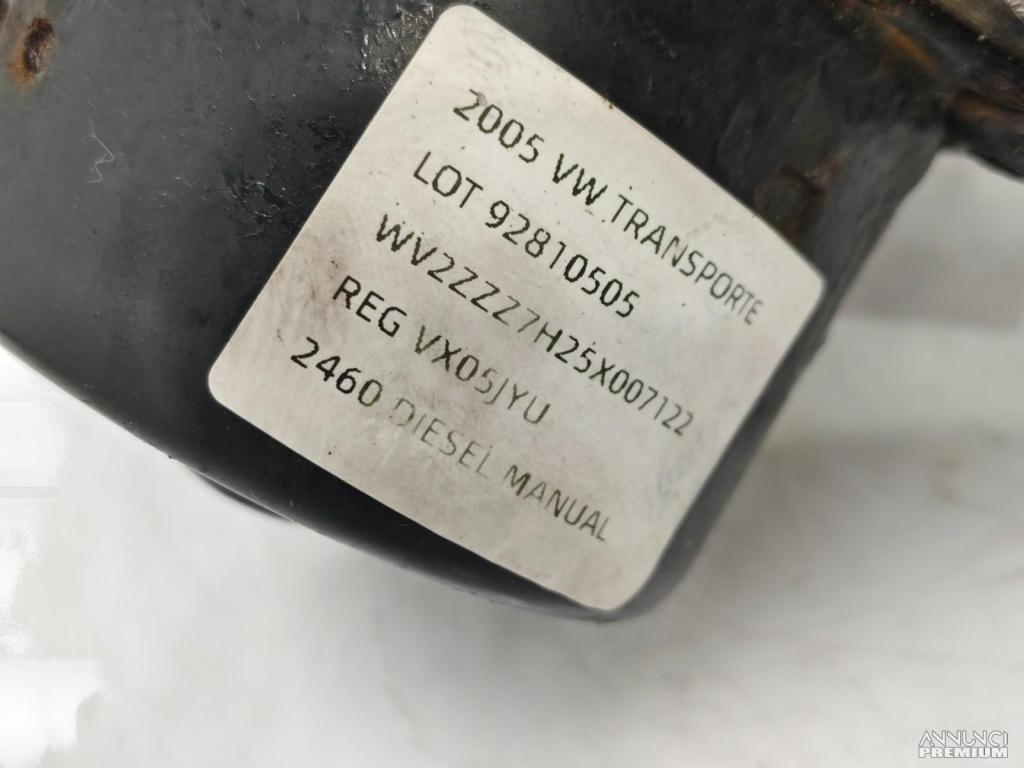 2005 VW TRANSPORTE
LOT 92810505
WV2ZZZ7H25X007122
REG VX05JYU
2460 DIESEL MANUAL
ANNUNCI
PREMIUM